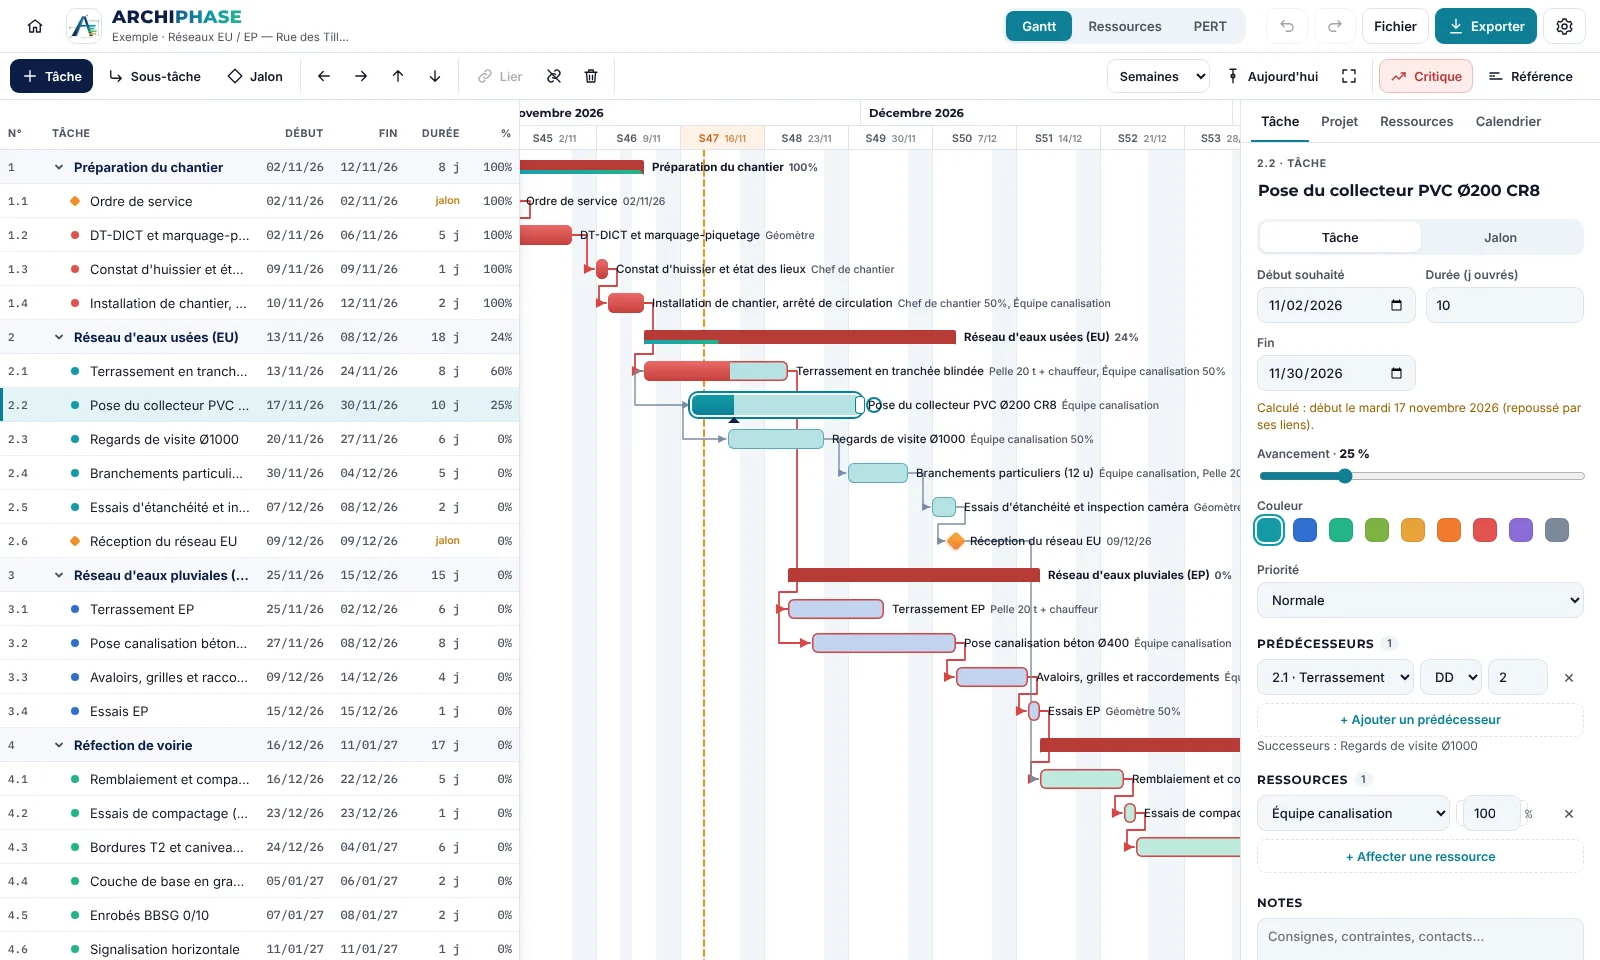 ARCHIPHASE
Exemple · Réseaux EU / EP — Rue des Till...
Gantt Ressources PERT
Fichier Exporter
Tâche Sous-tâche Jalon
Lier
Semaines Aujourd'hui Critique Référence
N° TÂCHE DÉBUT FIN DURÉE %
1 Préparation du chantier 02/11/26 12/11/26 8 j 100%
1.1 Ordre de service 02/11/26 02/11/26 jalon 100%
1.2 DT-DICT et marquage-p... 02/11/26 06/11/26 5 j 100%
1.3 Constat d'huissier et ét... 09/11/26 09/11/26 1 j 100%
1.4 Installation de chantier, ... 10/11/26 12/11/26 2 j 100%
2 Réseau d'eaux usées (EU) 13/11/26 08/12/26 18 j 24%
2.1 Terrassement en tranch... 13/11/26 24/11/26 8 j 60%
2.2 Pose du collecteur PVC ... 17/11/26 30/11/26 10 j 25%
2.3 Regards de visite Ø1000 20/11/26 27/11/26 6 j 0%
2.4 Branchements particuli... 30/11/26 04/12/26 5 j 0%
2.5 Essais d'étanchéité et in... 07/12/26 08/12/26 2 j 0%
2.6 Réception du réseau EU 09/12/26 09/12/26 jalon 0%
3 Réseau d'eaux pluviales (... 25/11/26 15/12/26 15 j 0%
3.1 Terrassement EP 25/11/26 02/12/26 6 j 0%
3.2 Pose canalisation béton... 27/11/26 08/12/26 8 j 0%
3.3 Avaloirs, grilles et racco... 09/12/26 14/12/26 4 j 0%
3.4 Essais EP 15/12/26 15/12/26 1 j 0%
4 Réfection de voirie 16/12/26 11/01/27 17 j 0%
4.1 Remblaiement et compa... 16/12/26 22/12/26 5 j 0%
4.2 Essais de compactage (... 23/12/26 23/12/26 1 j 0%
4.3 Bordures T2 et canivea... 24/12/26 04/01/27 6 j 0%
4.4 Couche de base en gra... 05/01/27 06/01/27 2 j 0%
4.5 Enrobés BBSG 0/10 07/01/27 08/01/27 2 j 0%
4.6 Signalisation horizontale 11/01/27 11/01/27 1 j 0%
ovembre 2026 Décembre 2026
S45 2/11 S46 9/11 S47 16/11 S48 23/11 S49 30/11 S50 7/12 S51 14/12 S52 21/12 S53 28/
Préparation du chantier 100%
Ordre de service 02/11/26
DT-DICT et marquage-piquetage Géomètre
Constat d'huissier et état des lieux Chef de chantier
Installation de chantier, arrêté de circulation Chef de chantier 50%, Équipe canalisation
Réseau d'eaux usées (EU) 24%
Terrassement en tranchée blindée Pelle 20 t + chauffeur, Équipe canalisation 50%
Pose du collecteur PVC Ø200 CR8 Équipe canalisation
Regards de visite Ø1000 Équipe canalisation 50%
Branchements particuliers (12 u) Équipe canalisation, Pelle 20
Essais d'étanchéité et inspection caméra Géomètre
Réception du réseau EU 09/12/26
Réseau d'eaux pluviales (EP) 0%
Terrassement EP Pelle 20 t + chauffeur
Pose canalisation béton Ø400 Équipe canalisation
Avaloirs, grilles et raccordements Équ
Essais EP Géomètre 50%
Remblaiement et co
Essais de compac
Tâche Projet Ressources Calendrier
2.2 · TÂCHE
Pose du collecteur PVC Ø200 CR8
Tâche Jalon
Début souhaité Durée (j ouvrés)
11/02/2026 10
Fin
11/30/2026
Calculé : début le mardi 17 novembre 2026 (repoussé par
ses liens).
Avancement · 25 %
Couleur
Priorité
Normale
PRÉDÉCESSEURS 1
2.1 · Terrassement DD 2
+ Ajouter un prédécesseur
Successeurs : Regards de visite Ø1000
RESSOURCES 1
Équipe canalisation 100 %
+ Affecter une ressource
NOTES
Consignes, contraintes, contacts...